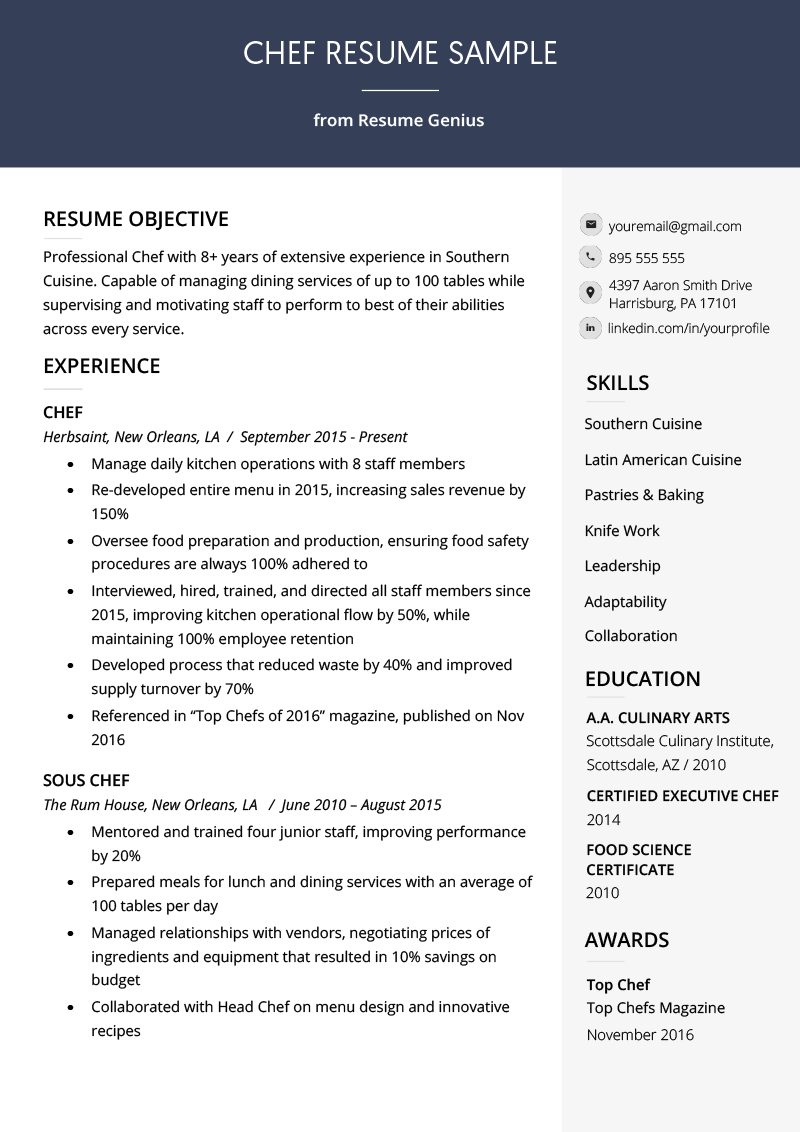 CHEF RESUME SAMPLE
from Resume Genius
RESUME OBJECTIVE
Professional Chef with 8+ years of extensive experience in Southern
Cuisine. Capable of managing dining services of up to 100 tables while
supervising and motivating staff to perform to best of their abilities
across every service.
EXPERIENCE
CHEF
Herbsaint, New Orleans, LA / September 2015 - Present
• Manage daily kitchen operations with 8 staff members
• Re-developed entire menu in 2015, increasing sales revenue by
150%
• Oversee food preparation and production, ensuring food safety
procedures are always 100% adhered to
• Interviewed, hired, trained, and directed all staff members since
2015, improving kitchen operational flow by 50%, while
maintaining 100% employee retention
• Developed process that reduced waste by 40% and improved
supply turnover by 70%
• Referenced in “Top Chefs of 2016” magazine, published on Nov
2016
SOUS CHEF
The Rum House, New Orleans, LA / June 2010 – August 2015
• Mentored and trained four junior staff, improving performance
by 20%
• Prepared meals for lunch and dining services with an average of
100 tables per day
• Managed relationships with vendors, negotiating prices of
ingredients and equipment that resulted in 10% savings on
budget
• Collaborated with Head Chef on menu design and innovative
recipes
youremail@gmail.com
895 555 555
4397 Aaron Smith Drive
Harrisburg, PA 17101
in linkedin.com/in/yourprofile
SKILLS
Southern Cuisine
Latin American Cuisine
Pastries & Baking
Knife Work
Leadership
Adaptability
Collaboration
EDUCATION
A.A. CULINARY ARTS
Scottsdale Culinary Institute,
Scottsdale, AZ / 2010
CERTIFIED EXECUTIVE CHEF
2014
FOOD SCIENCE
CERTIFICATE
2010
AWARDS
Top Chef
Top Chefs Magazine
November 2016